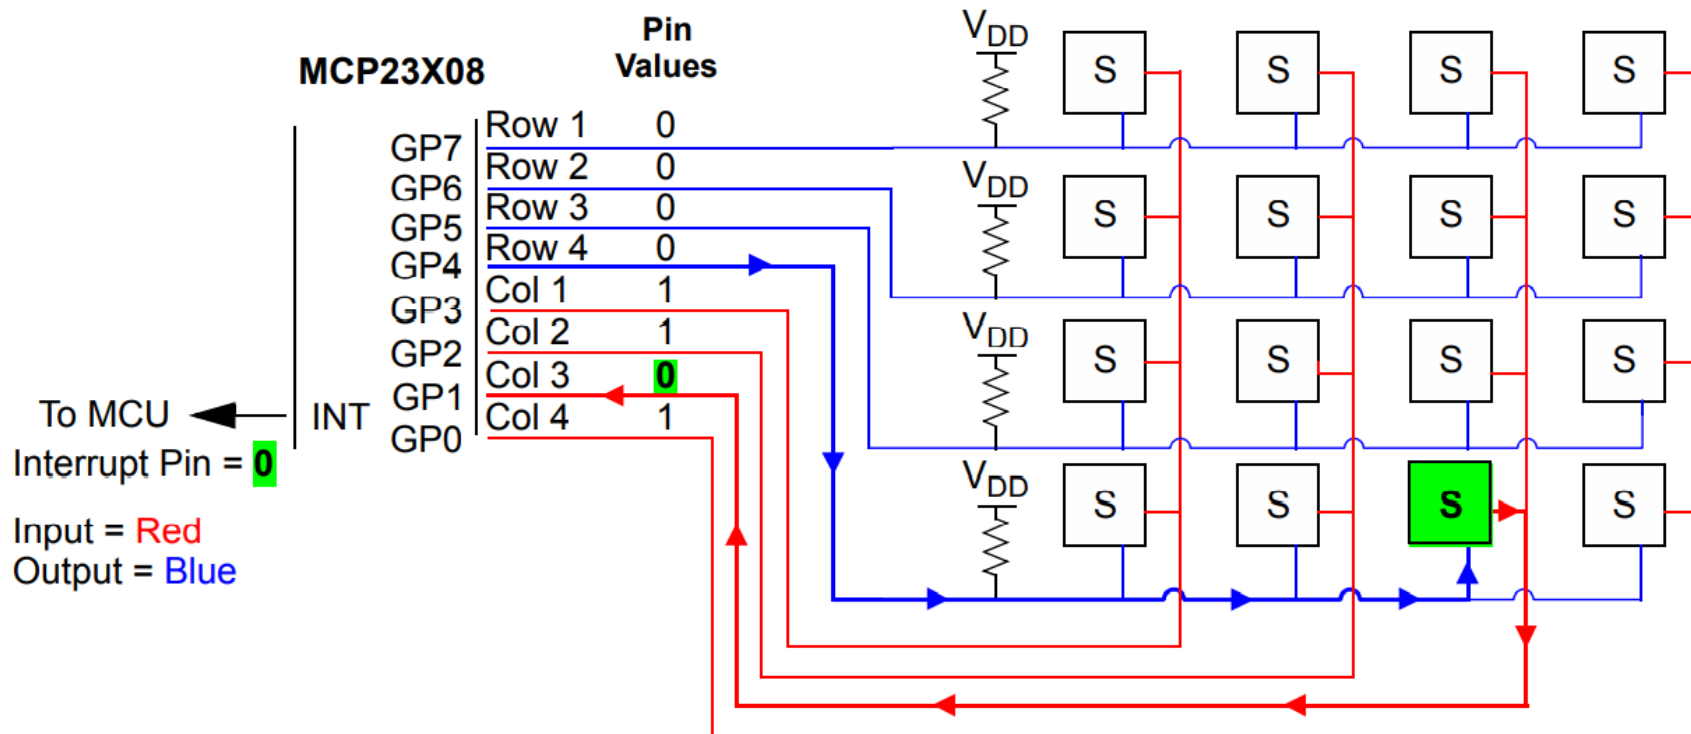 Pin
Values
MCP23X08
Row 1 0
GP7
Row 2 0
GP6
Row 3 0
GP5
Row 4 0
GP4
Col 1 1
GP3
Col 2 1
GP2
Col 3 0
GP1
Col 4 1
GP0
INT
To MCU
Interrupt Pin = 0
Input = Red
Output = Blue
VDD
S S S S
VDD
S S S S
VDD
S S S S
VDD
S S S S